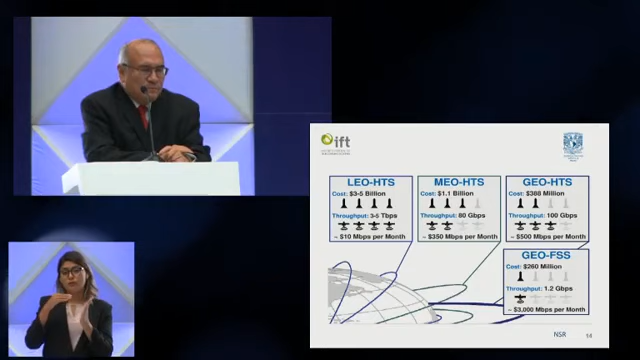 ift
LEO-HTS
Cost: $3-5 Billion
Throughput: 3-5 Tbps
~ $10 Mbps per Month
MEO-HTS
Cost: $1.1 Billion
Throughput: 80 Gbps
~ $350 Mbps per Month
GEO-HTS
Cost: $388 Million
Throughput: 100 Gbps
~ $500 Mbps per Month
GEO-FSS
Cost: $260 Million
Throughput: 1.2 Gbps
~ $3,000 Mbps per Month
NSR
14